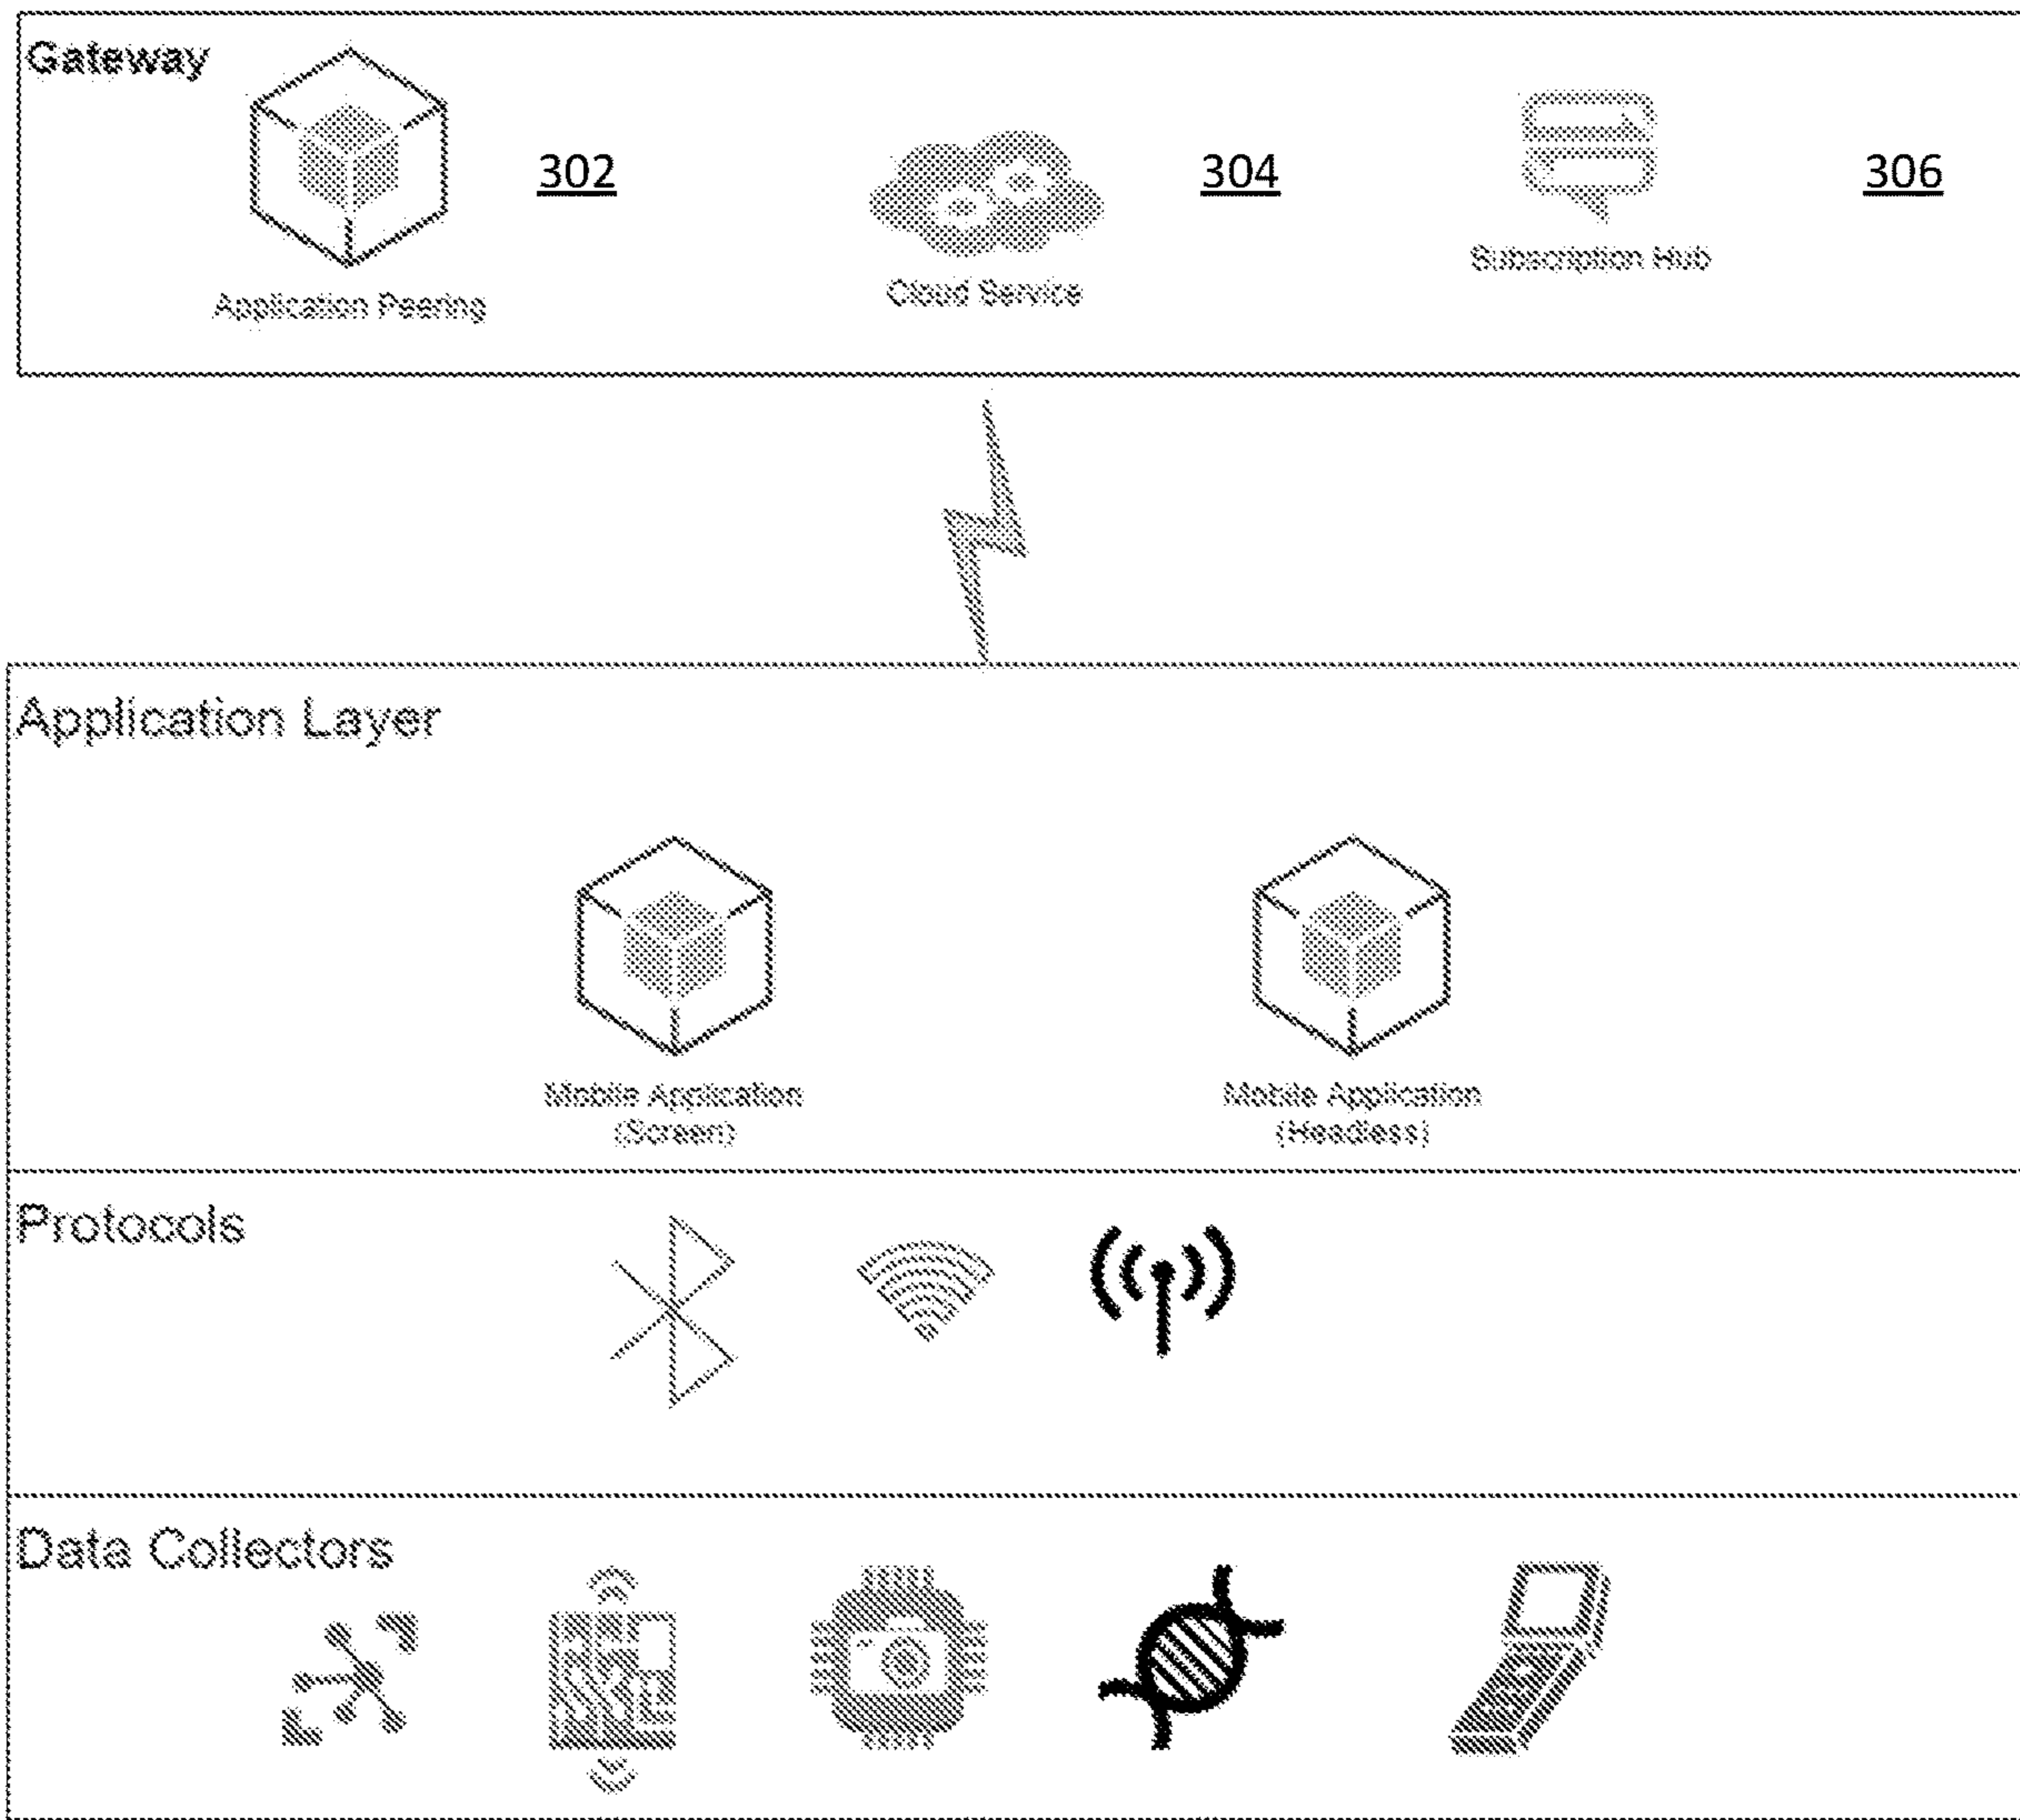 Gateway
302
304
306
Application Peering
Cloud Service
Subscription Hub
Application Layer
Mobile Application
(Screen)
Mobile Application
(Headless)
Protocols
Data Collectors